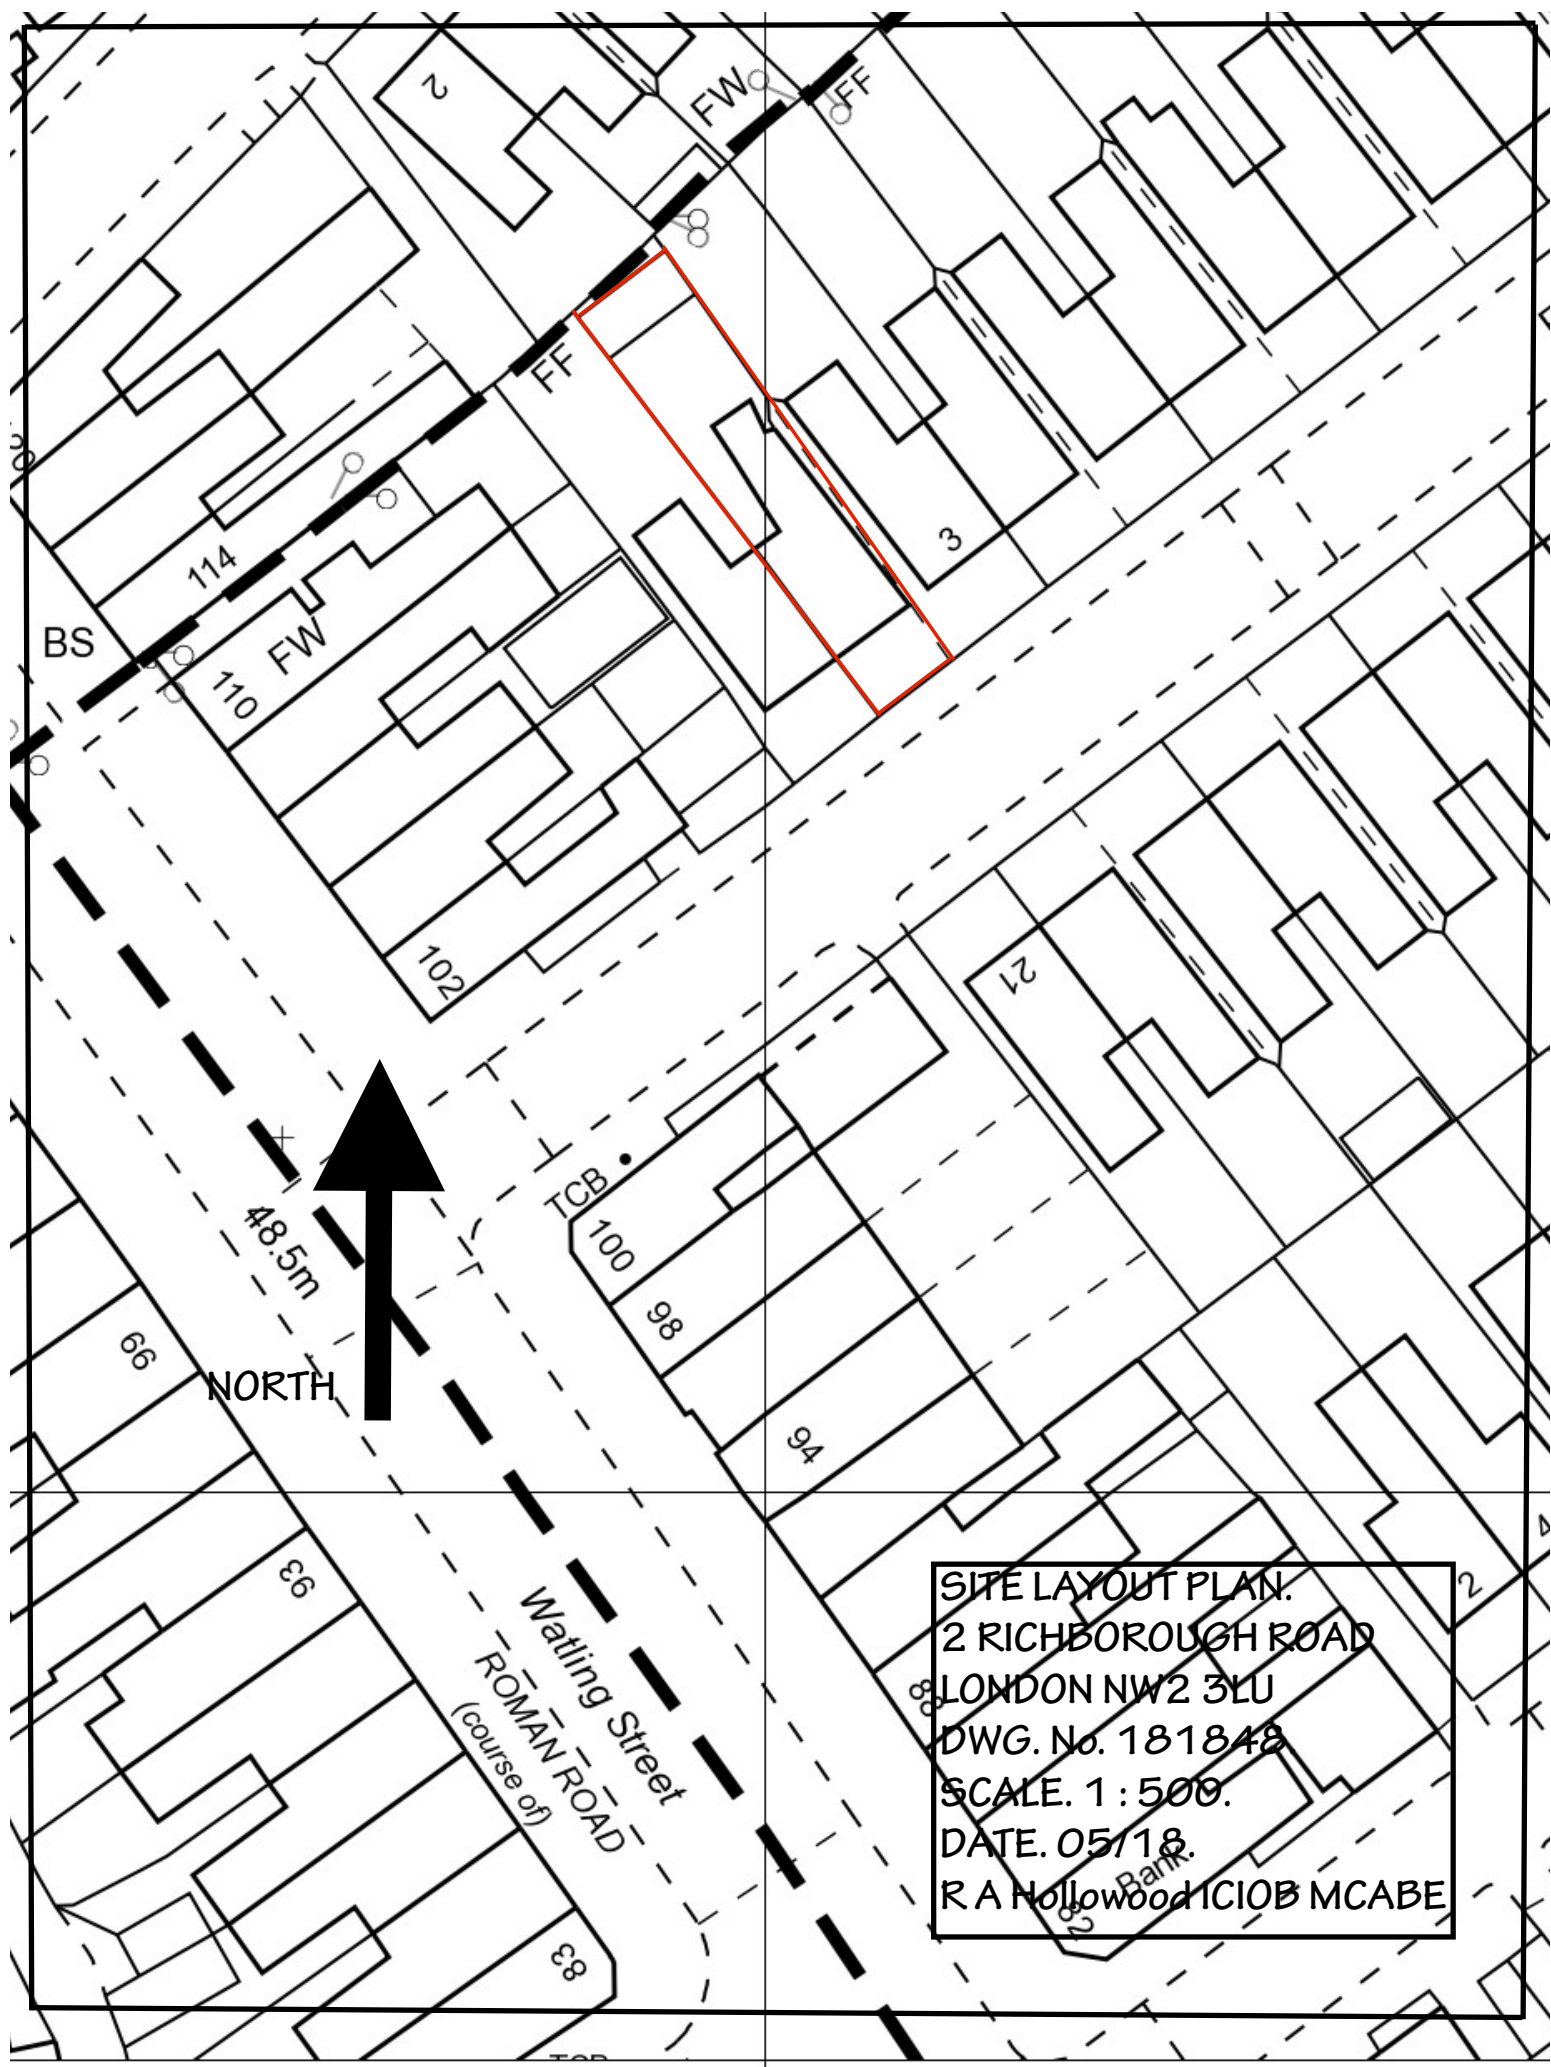 2
FW
FF
FF
114
3
BS
FW
110
102
21
TCB
100
48.5m
98
66
NORTH
94
93
Watling Street
ROMAN ROAD
(course of)
88
2
SITE LAYOUT PLAN.
2 RICHBOROUGH ROAD
LONDON NW2 3LU
DWG. No. 181848.
SCALE. 1 : 500.
DATE. 05/18.
R A Hollowood ICIOB MCABE
Bank
82
83